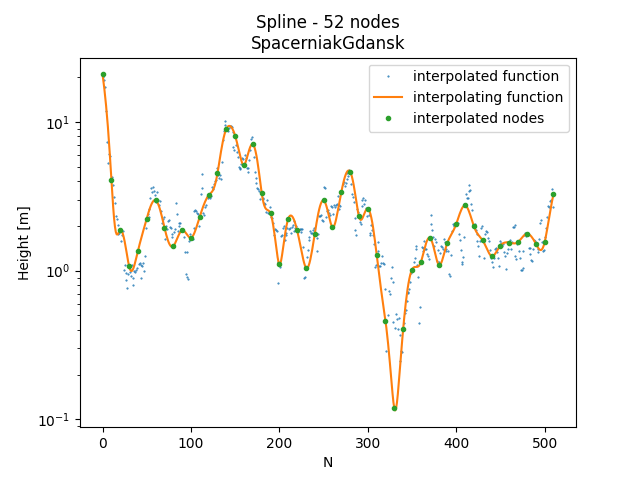 Spline - 52 nodes
SpacerniakGdansk
interpolated function
interpolating function
interpolated nodes
Height [m]
10¹
10⁰
10⁻¹
0 100 200 300 400 500
N